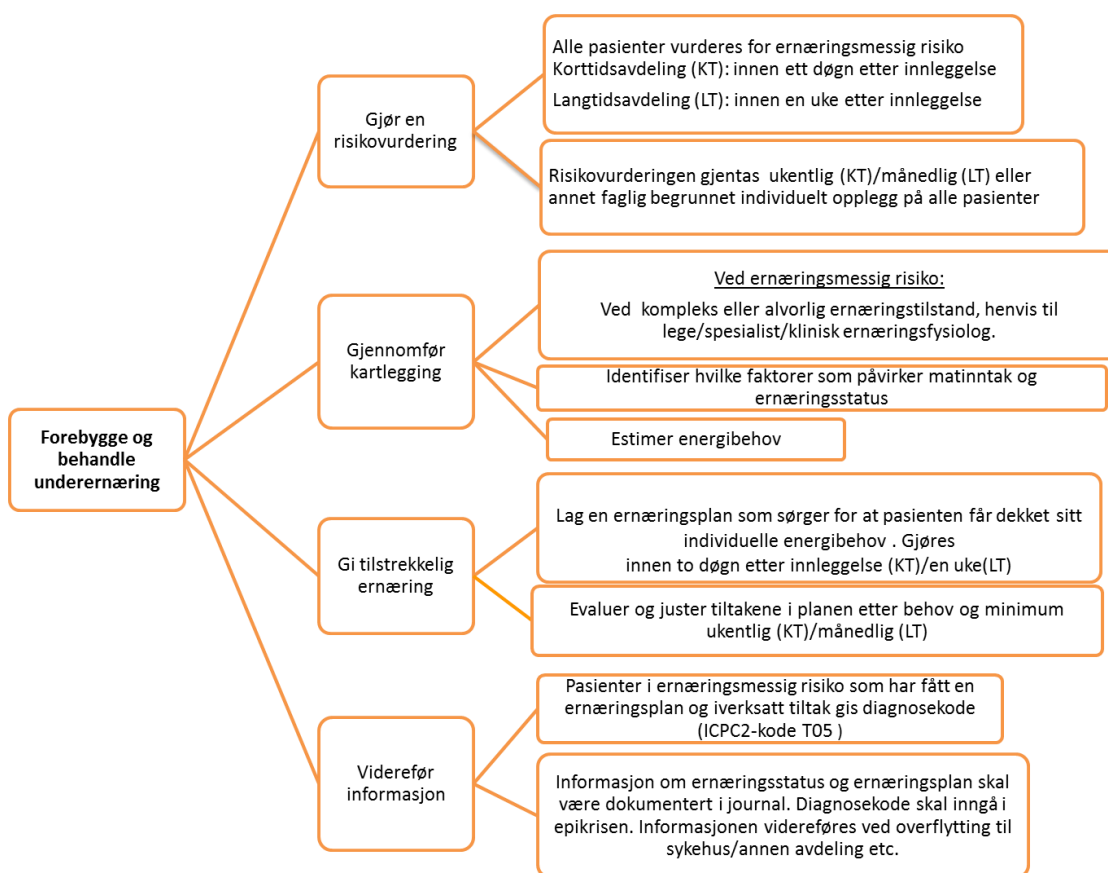 Forebygge og
behandle
underernæring
Gjør en
risikovurdering
Alle pasienter vurderes for ernæringsmessig risiko
Korttidsavdeling (KT): innen ett døgn etter innleggelse
Langtidsavdeling (LT): innen en uke etter innleggelse
Risikovurderingen gjentas ukentlig (KT)/månedlig (LT) eller
annet faglig begrunnet individuelt opplegg på alle pasienter
Gjennomfør
kartlegging
Ved ernæringsmessig risiko:
Ved kompleks eller alvorlig ernæringstilstand, henvis til
lege/spesialist/klinisk ernæringsfysiolog.
Identifiser hvilke faktorer som påvirker matinntak og
ernæringsstatus
Estimer energibehov
Gi tilstrekkelig
ernæring
Lag en ernæringsplan som sørger for at pasienten får dekket sitt
individuelle energibehov . Gjøres
innen to døgn etter innleggelse (KT)/en uke(LT)
Evaluer og juster tiltakene i planen etter behov og minimum
ukentlig (KT)/månedlig (LT)
Viderefør
informasjon
Pasienter i ernæringsmessig risiko som har fått en
ernæringsplan og iverksatt tiltak gis diagnosekode
(ICPC2-kode T05 )
Informasjon om ernæringsstatus og ernæringsplan skal
være dokumentert i journal. Diagnosekode skal inngå i
epikrisen. Informasjonen videreføres ved overflytting til
sykehus/annen avdeling etc.